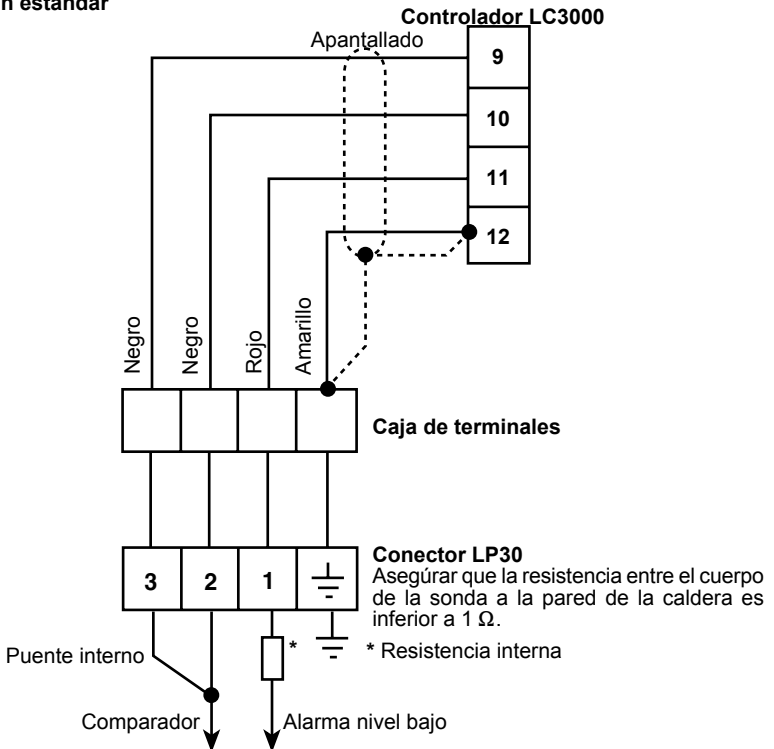 n estándar
Controlador LC3000
Apantallado
9
10
11
12
Negro
Negro
Rojo
Amarillo
Caja de terminales
Conector LP30
3
2
1
Asegúrar que la resistencia entre el cuerpo
de la sonda a la pared de la caldera es
inferior a 1 Ω.
Puente interno
*
* Resistencia interna
Comparador
Alarma nivel bajo